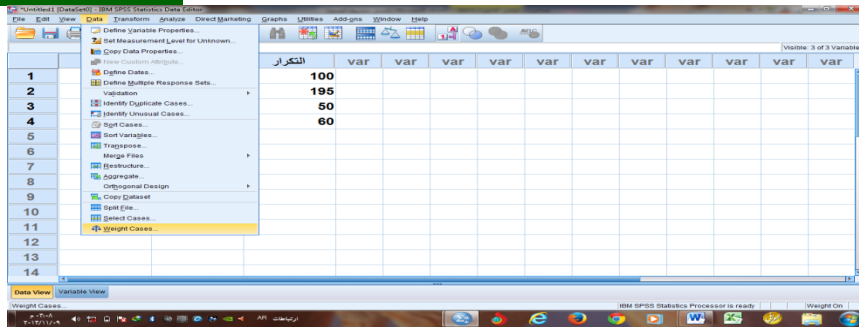 *Untitled1 [DataSet0] - IBM SPSS Statistics Data Editor
File Edit View Data Transform Analyze Direct Marketing Graphs Utilities Add-ons Window Help
Define Variable Properties...
Set Measurement Level for Unknown...
Copy Data Properties...
New Custom Attribute...
Define Dates...
Define Multiple Response Sets...
Validation
Identify Duplicate Cases...
Identify Unusual Cases...
Sort Cases...
Sort Variables...
Transpose...
Merge Files
Restructure...
Aggregate...
Orthogonal Design
Copy Dataset
Split File...
Select Cases...
Weight Cases...
Visible: 3 of 3 Variable
التكرار var var var var var var var var var
1 100
2 195
3 50
4 60
5
6
7
8
9
10
11
12
13
14
Data View Variable View
Weight Cases... IBM SPSS Statistics Processor is ready Weight On
ارتباطات API